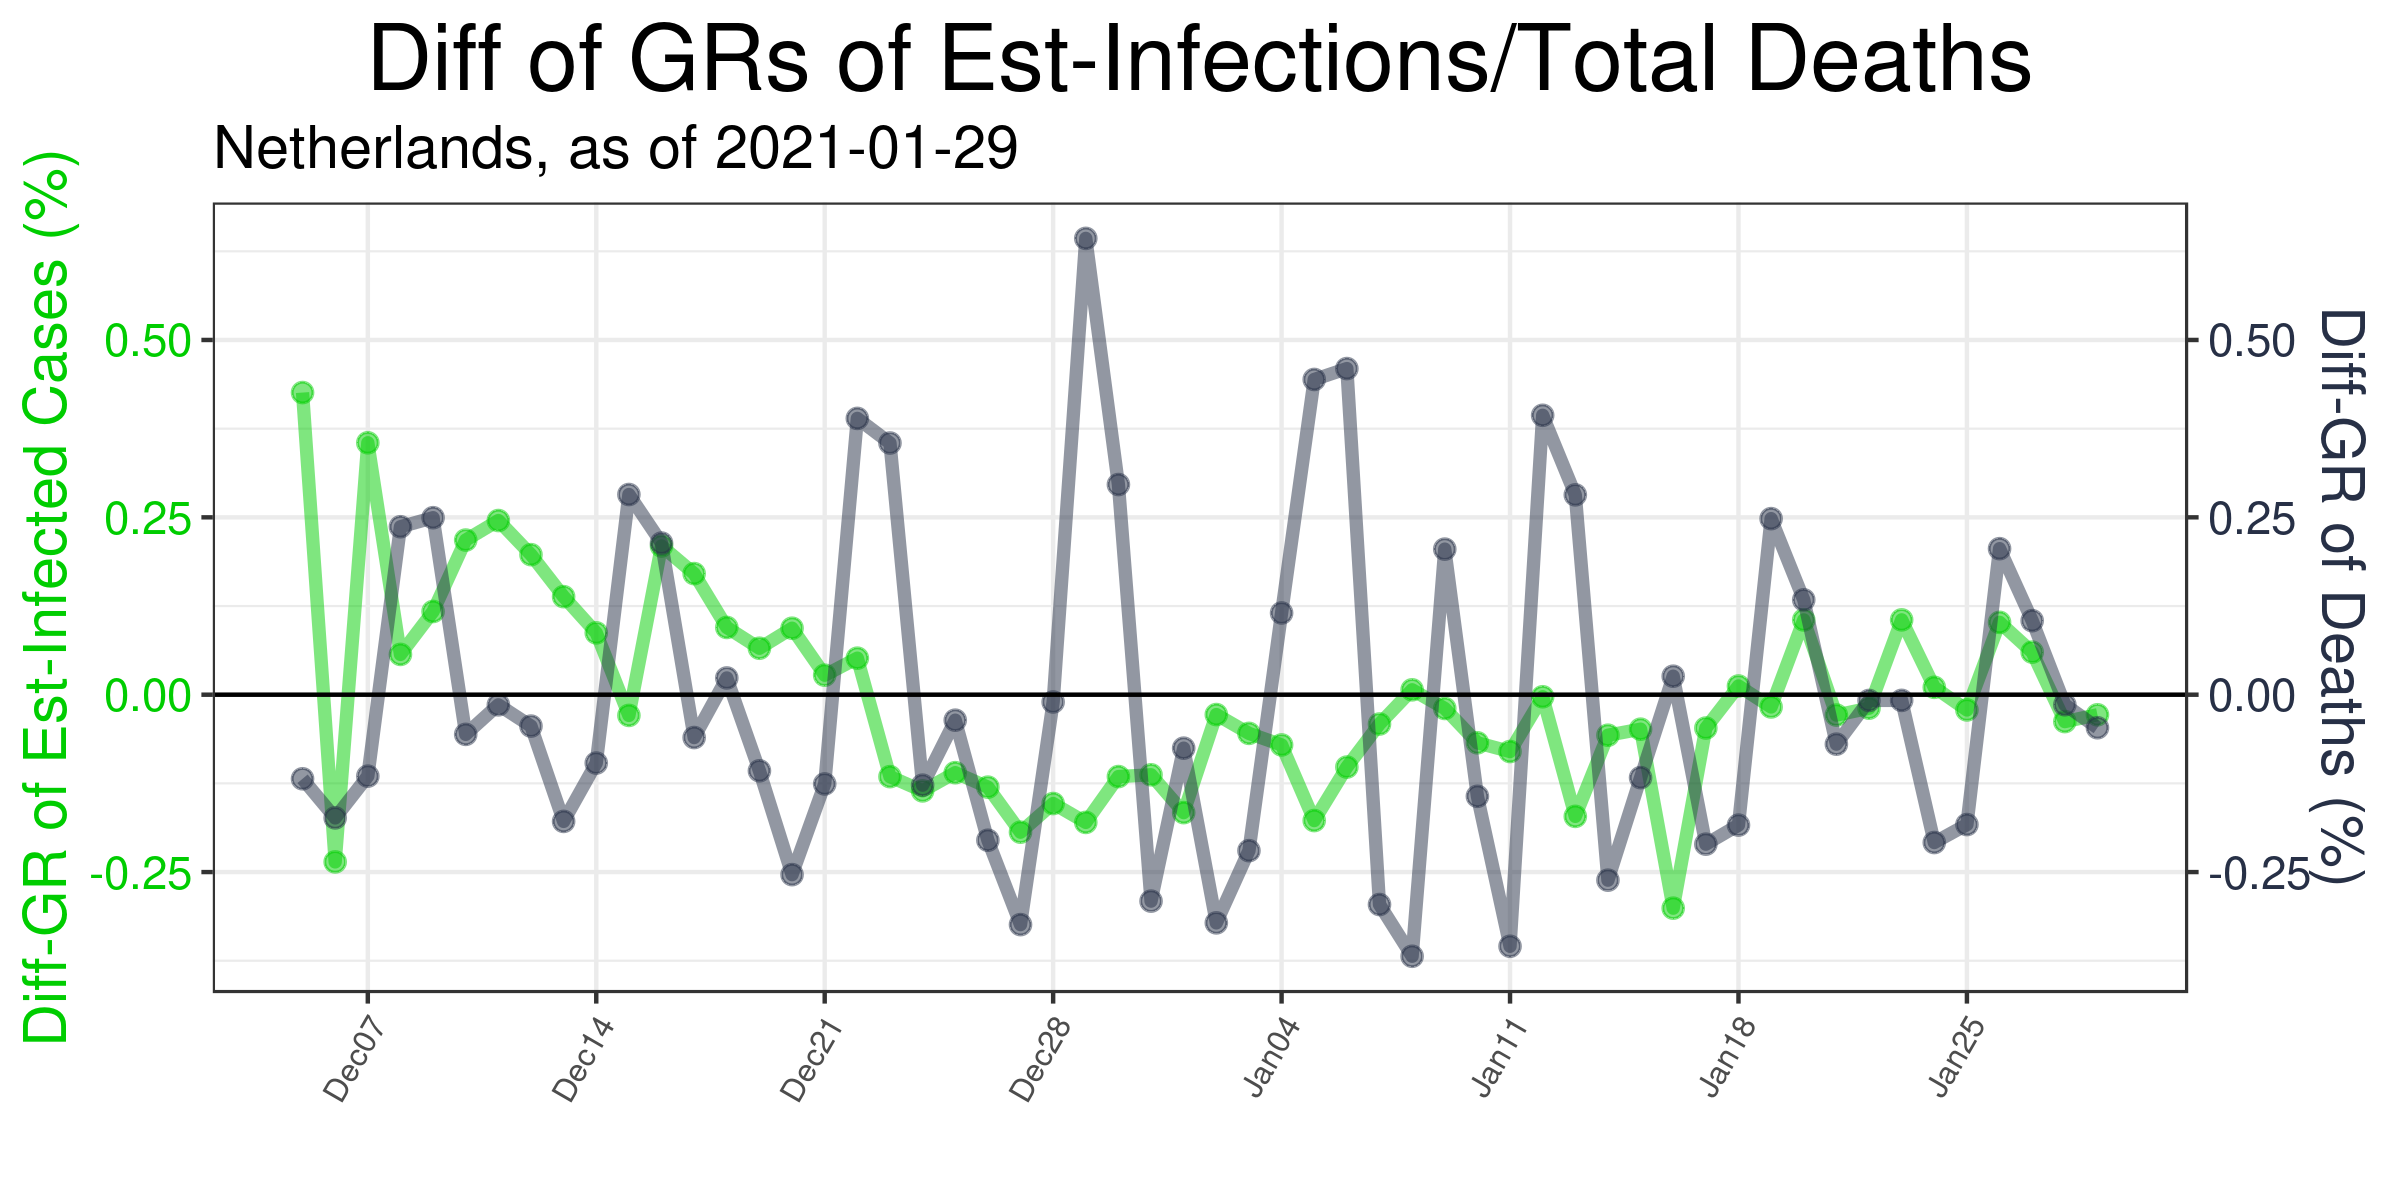 Diff of GRs of Est-Infections/Total Deaths
Netherlands, as of 2021-01-29
Diff-GR of Est-Infected Cases (%)
0.50
0.25
0.00
-0.25
0.50
0.25
0.00
-0.25
Diff-GR of Deaths (%)
Dec07
Dec14
Dec21
Dec28
Jan04
Jan11
Jan18
Jan25